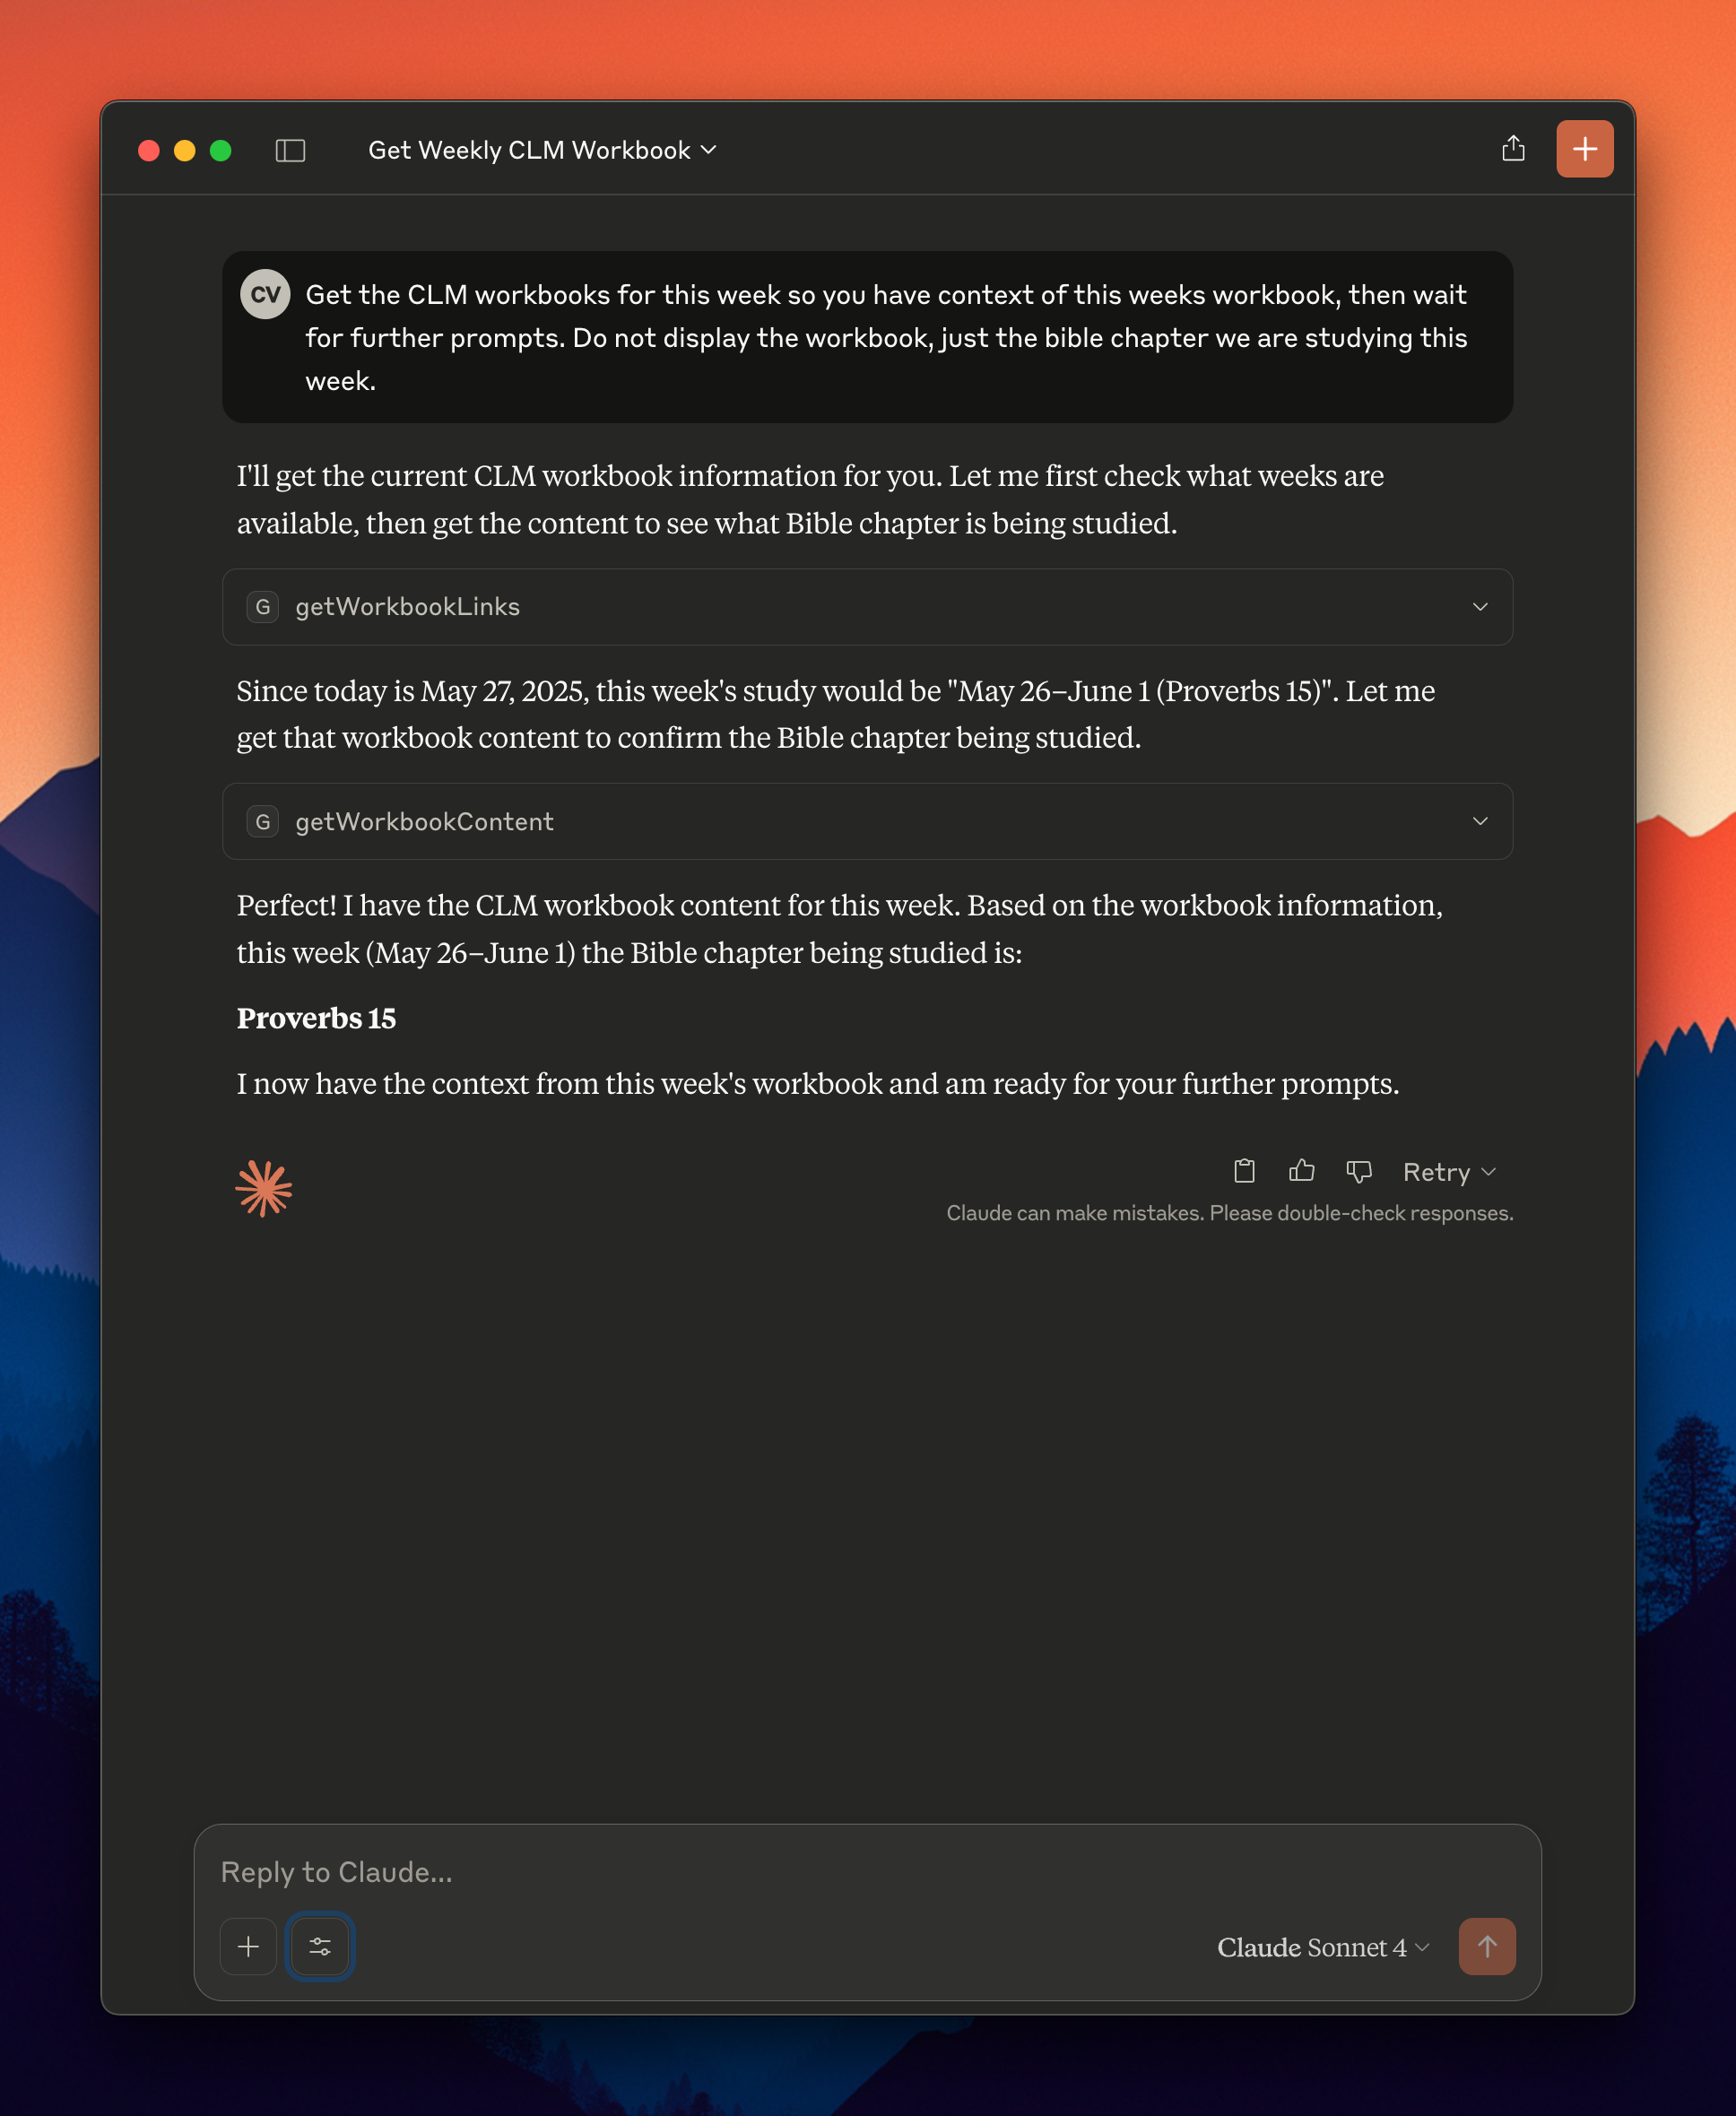 Get Weekly CLM Workbook
CV
Get the CLM workbooks for this week so you have context of this weeks workbook, then wait
for further prompts. Do not display the workbook, just the bible chapter we are studying this
week.
I'll get the current CLM workbook information for you. Let me first check what weeks are
available, then get the content to see what Bible chapter is being studied.
G getWorkbookLinks
Since today is May 27, 2025, this week's study would be "May 26–June 1 (Proverbs 15)". Let me
get that workbook content to confirm the Bible chapter being studied.
G getWorkbookContent
Perfect! I have the CLM workbook content for this week. Based on the workbook information,
this week (May 26–June 1) the Bible chapter being studied is:
Proverbs 15
I now have the context from this week's workbook and am ready for your further prompts.
Retry
Claude can make mistakes. Please double-check responses.
Reply to Claude...
Claude Sonnet 4